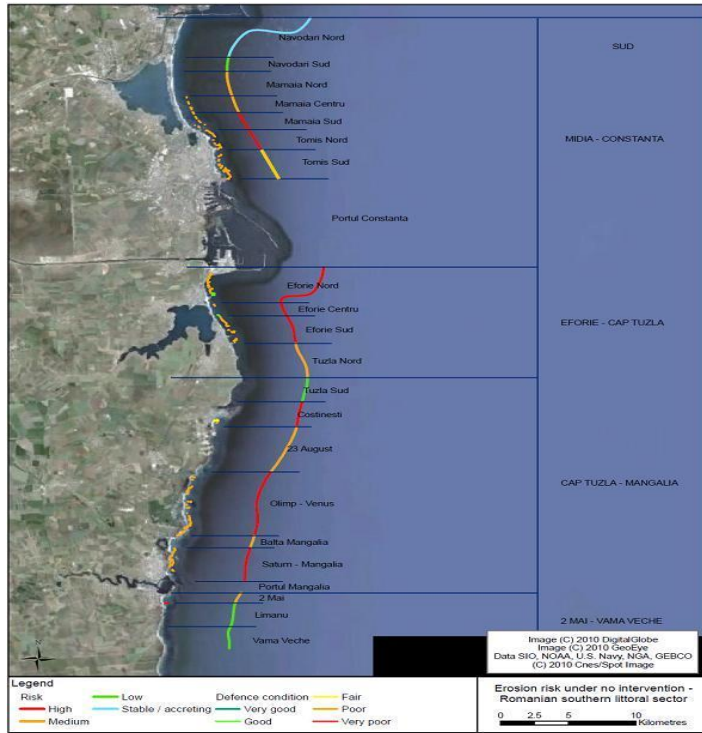 Navodari Nord
SUD
Navodari Sud
Mamaia Nord
Mamaia Centru
Mamaia Sud
Tomis Nord
MIDIA - CONSTANTA
Tomis Sud
Portul Constanta
Eforie Nord
Eforie Centru
EFORIE - CAP TUZLA
Eforie Sud
Tuzla Nord
Tuzla Sud
Costinesti
23 August
CAP TUZLA - MANGALIA
Olimp - Venus
Balta Mangalia
Saturn - Mangalia
Portul Mangalia
2 Mai
Limanu
2 MAI - VAMA VECHE
Vama Veche
N
Image (C) 2010 DigitalGlobe
Image (C) 2010 GeoEye
Data SIO, NOAA, U.S. Navy, NGA, GEBCO
(C) 2010 Cnes/Spot Image
Legend
Risk
High
Medium
Low
Stable / accreting
Defence condition
Very good
Good
Fair
Poor
Very poor
Erosion risk under no intervention -
Romanian southern littoral sector
0 2.5 5 10
Kilometres